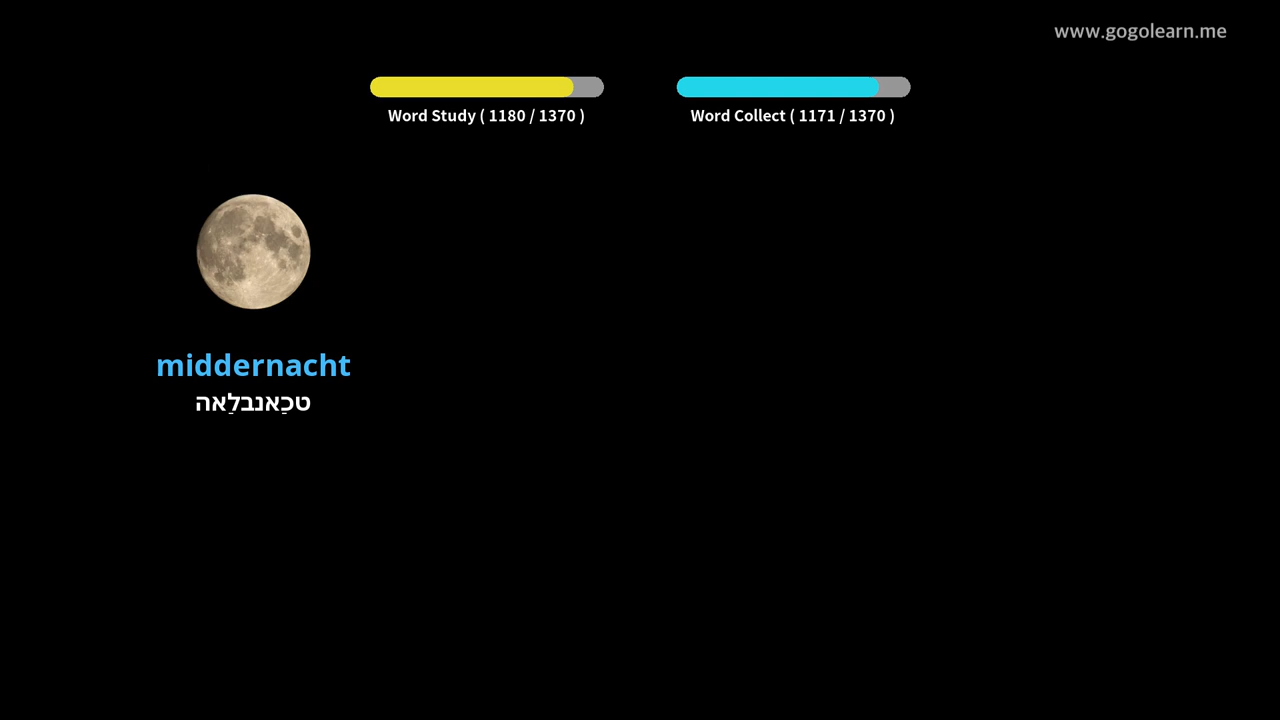 www.gogolearn.me
Word Study ( 1180 / 1370 )
Word Collect ( 1171 / 1370 )
middernacht
טכַאנבלַאה